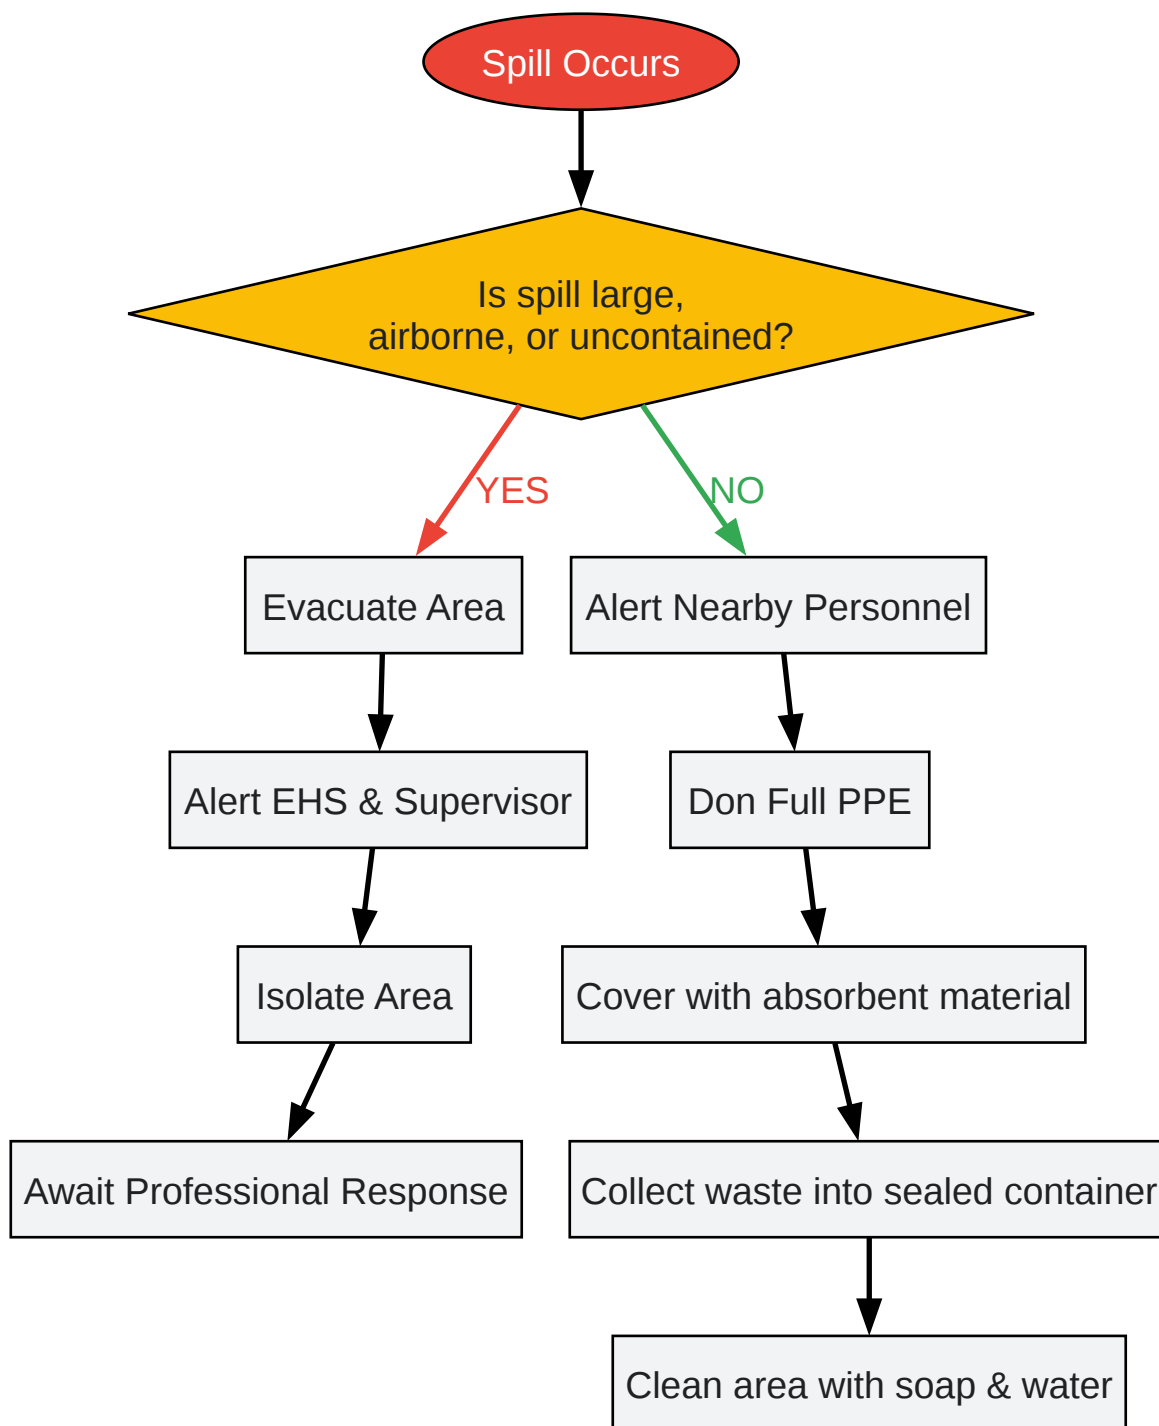 Spill Occurs
Is spill large,
airborne, or uncontained?
YES
NO
Evacuate Area
Alert Nearby Personnel
Alert EHS & Supervisor
Don Full PPE
Isolate Area
Cover with absorbent material
Await Professional Response
Collect waste into sealed container
Clean area with soap & water